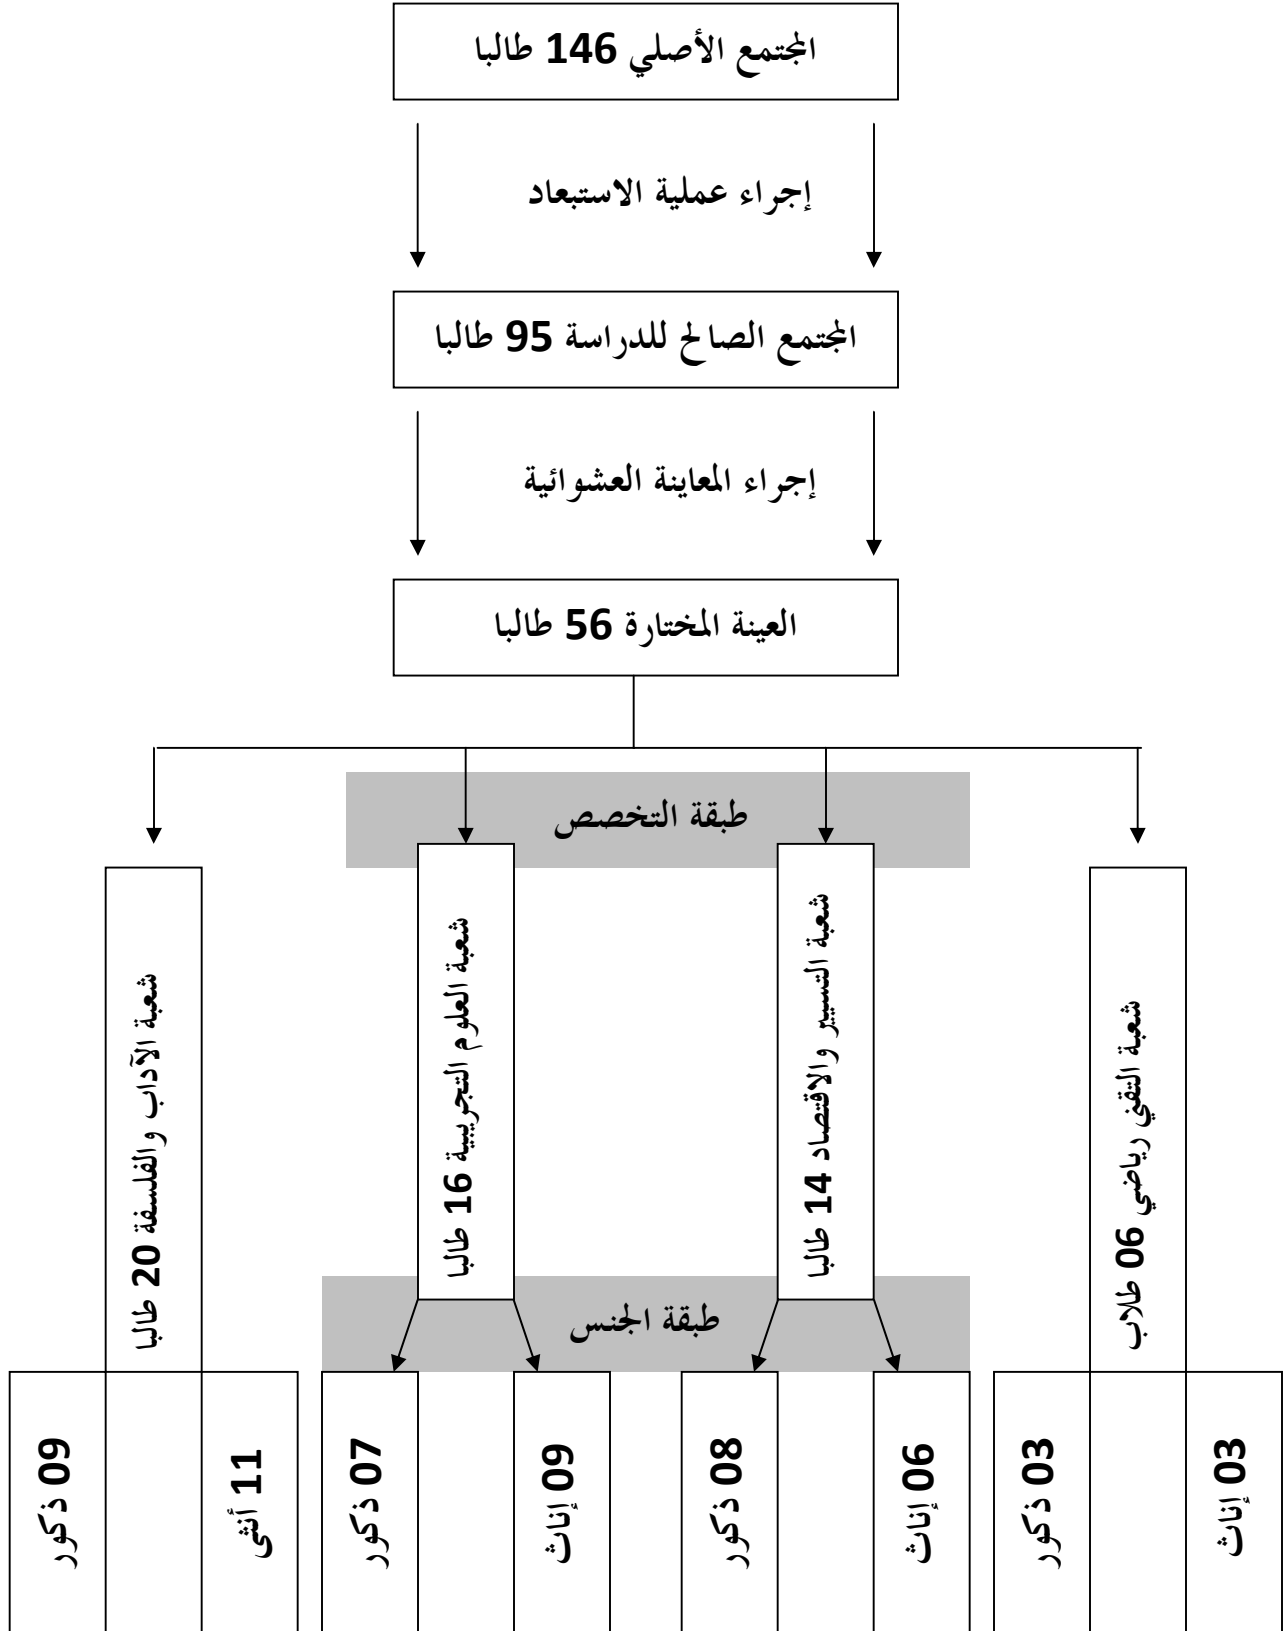 المجتمع الأصلي 146 طالبا
إجراء عملية الاستبعاد
المجتمع الصالح للدراسة 95 طالبا
إجراء المعاينة العشوائية
العينة المختارة 56 طالبا
طبقة التخصص
شعبة التقني رياضي 06 طلاب
شعبة التسيير والاقتصاد 14 طالبا
شعبة العلوم التجريبية 16 طالبا
شعبة الآداب والفلسفة 20 طالبا
طبقة الجنس
03 إناث
03 ذكور
06 إناث
08 ذكور
09 إناث
07 ذكور
11 أنثى
09 ذكور